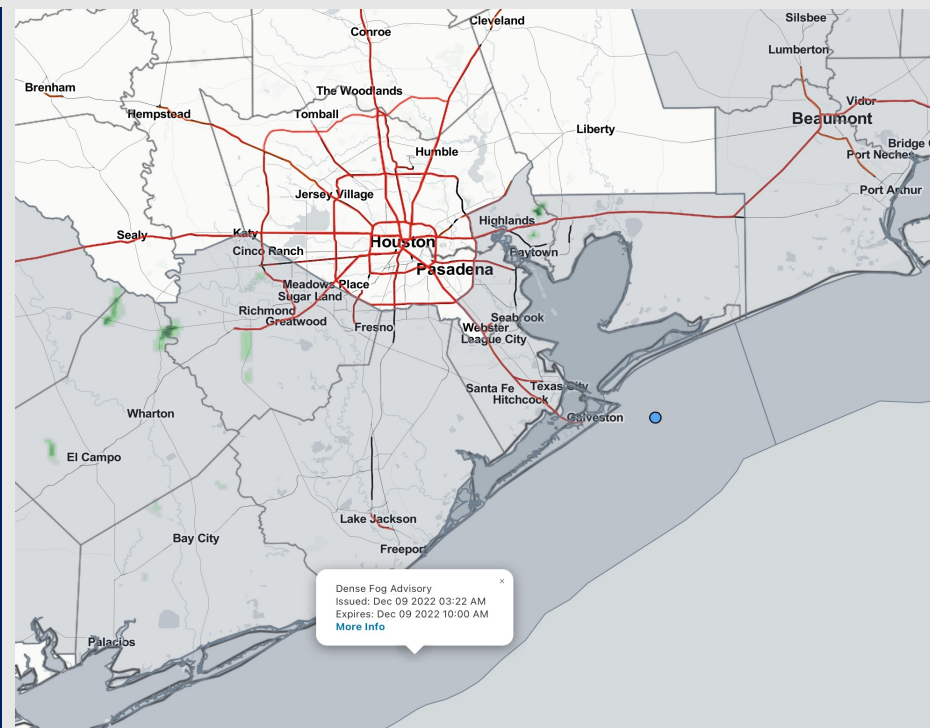 Silsbee
Cleveland
Conroe
Lumberton
Brenham
The Woodlands
Vidor
Hempstead
Tomball
Beaumont
Liberty
Bridge
Humble
Port Neches
Port Arthur
Jersey Village
Highlands
Sealy
Katy
Houston
Cinco Ranch
Baytown
Pasadena
Meadows Place
Sugar Land
Richmond
Greatwood
Seabrook
Fresno
Webster
League City
Santa Fe
Texas City
Hitchcock
Wharton
Galveston
El Campo
Lake Jackson
Bay City
Freeport
×
Dense Fog Advisory
Issued: Dec 09 2022 03:22 AM
Expires: Dec 09 2022 10:00 AM
More Info
Palacios